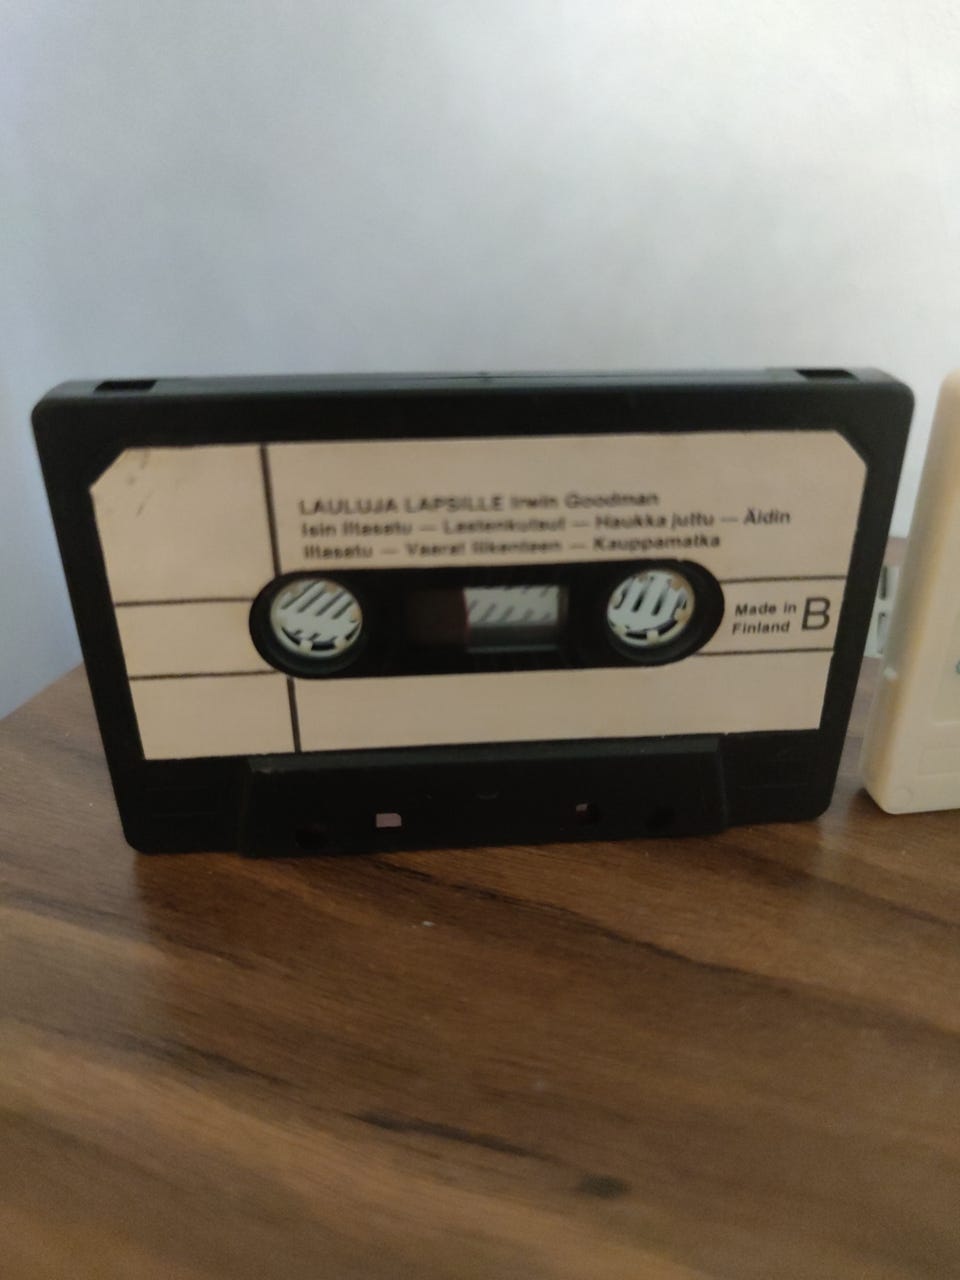 LAULUJA LAPSILLE Irwin Goodman
Isin iltasatu — Lastenkutsut — Haukka juttu — Äidin
iltasatu — Vaarat liikenteen — Kauppamatka
Made in
Finland B